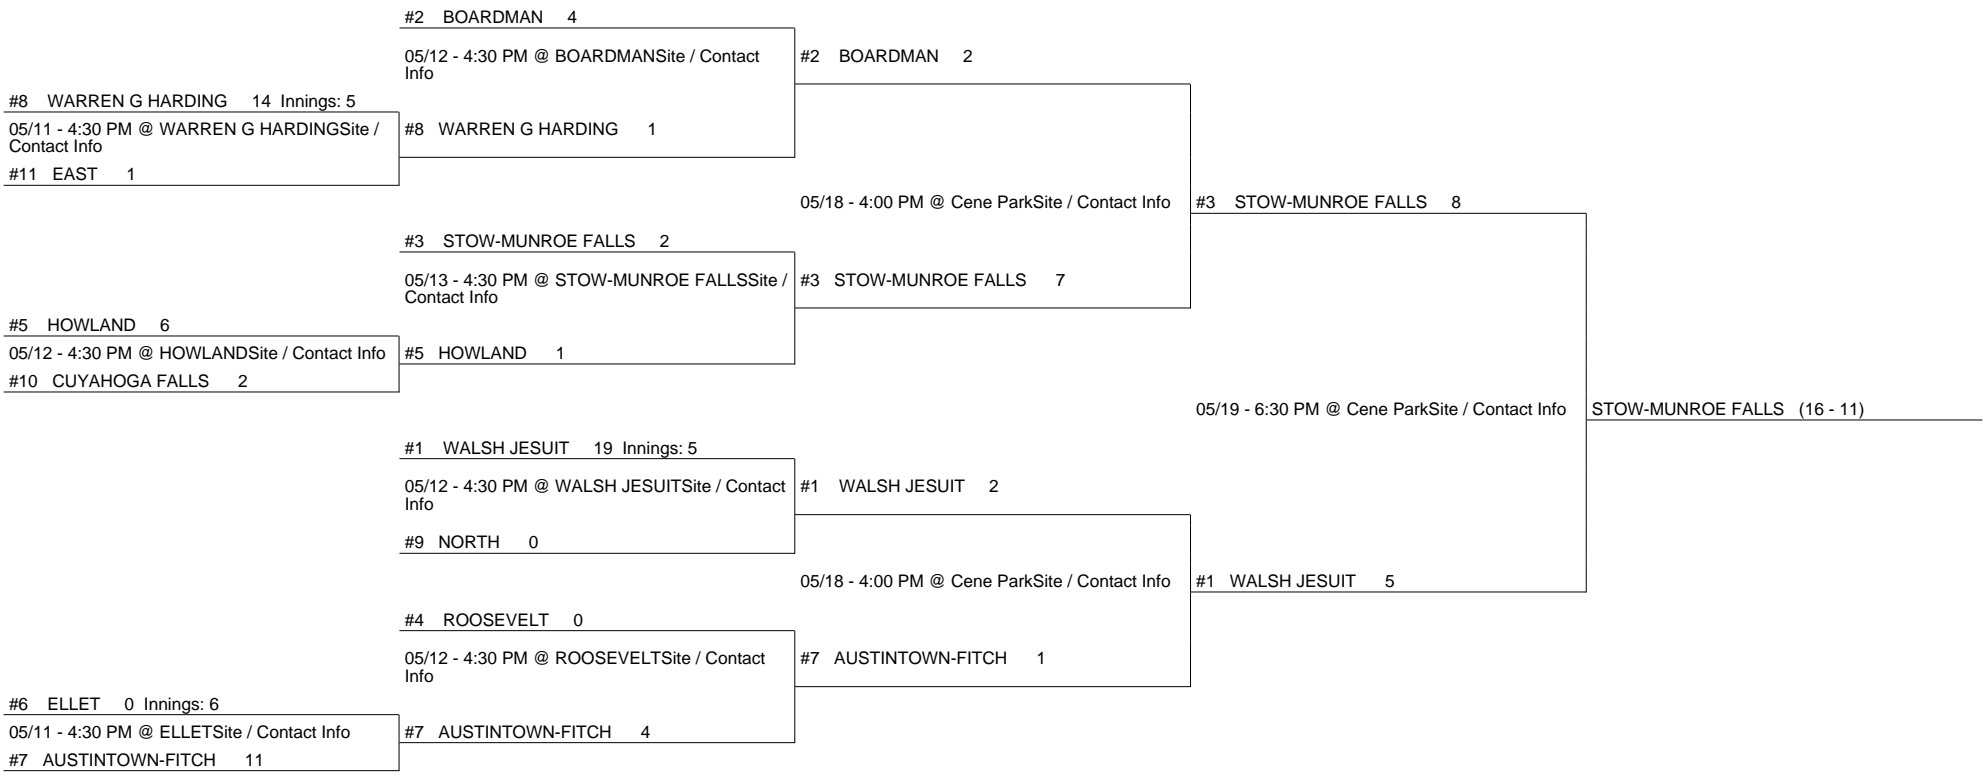 #2 BOARDMAN 4
05/12 - 4:30 PM @ BOARDMANSite / Contact
Info
#8 WARREN G HARDING 14 Innings: 5
05/11 - 4:30 PM @ WARREN G HARDINGSite /
Contact Info
#11 EAST 1
#8 WARREN G HARDING 1
#2 BOARDMAN 2
05/18 - 4:00 PM @ Cene ParkSite / Contact Info
#3 STOW-MUNROE FALLS 8
#3 STOW-MUNROE FALLS 2
05/13 - 4:30 PM @ STOW-MUNROE FALLSSite /
Contact Info
#3 STOW-MUNROE FALLS 7
#5 HOWLAND 6
05/12 - 4:30 PM @ HOWLANDSite / Contact Info
#10 CUYAHOGA FALLS 2
#5 HOWLAND 1
05/19 - 6:30 PM @ Cene ParkSite / Contact Info
STOW-MUNROE FALLS (16 - 11)
#1 WALSH JESUIT 19 Innings: 5
05/12 - 4:30 PM @ WALSH JESUITSite / Contact
Info
#9 NORTH 0
#1 WALSH JESUIT 2
05/18 - 4:00 PM @ Cene ParkSite / Contact Info
#1 WALSH JESUIT 5
#4 ROOSEVELT 0
05/12 - 4:30 PM @ ROOSEVELTSite / Contact
Info
#7 AUSTINTOWN-FITCH 1
#6 ELLET 0 Innings: 6
05/11 - 4:30 PM @ ELLETSite / Contact Info
#7 AUSTINTOWN-FITCH 11
#7 AUSTINTOWN-FITCH 4